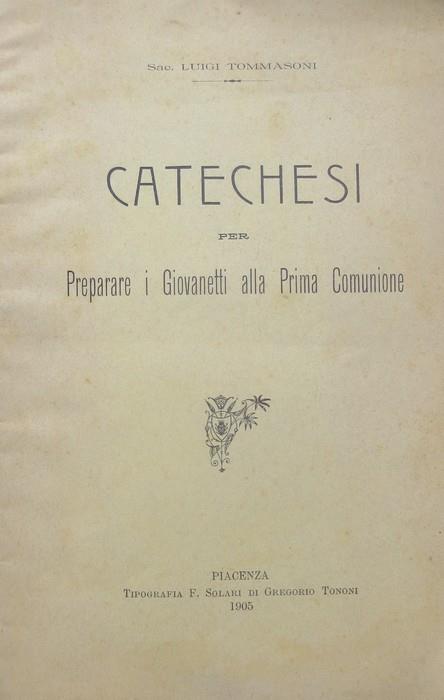 Sac. LUIGI TOMMASONI
CATECHESI
PER
Preparare i Giovanetti alla Prima Comunione
PIACENZA
TIPOGRAFIA F. SOLARI DI GREGORIO TONONI
1905